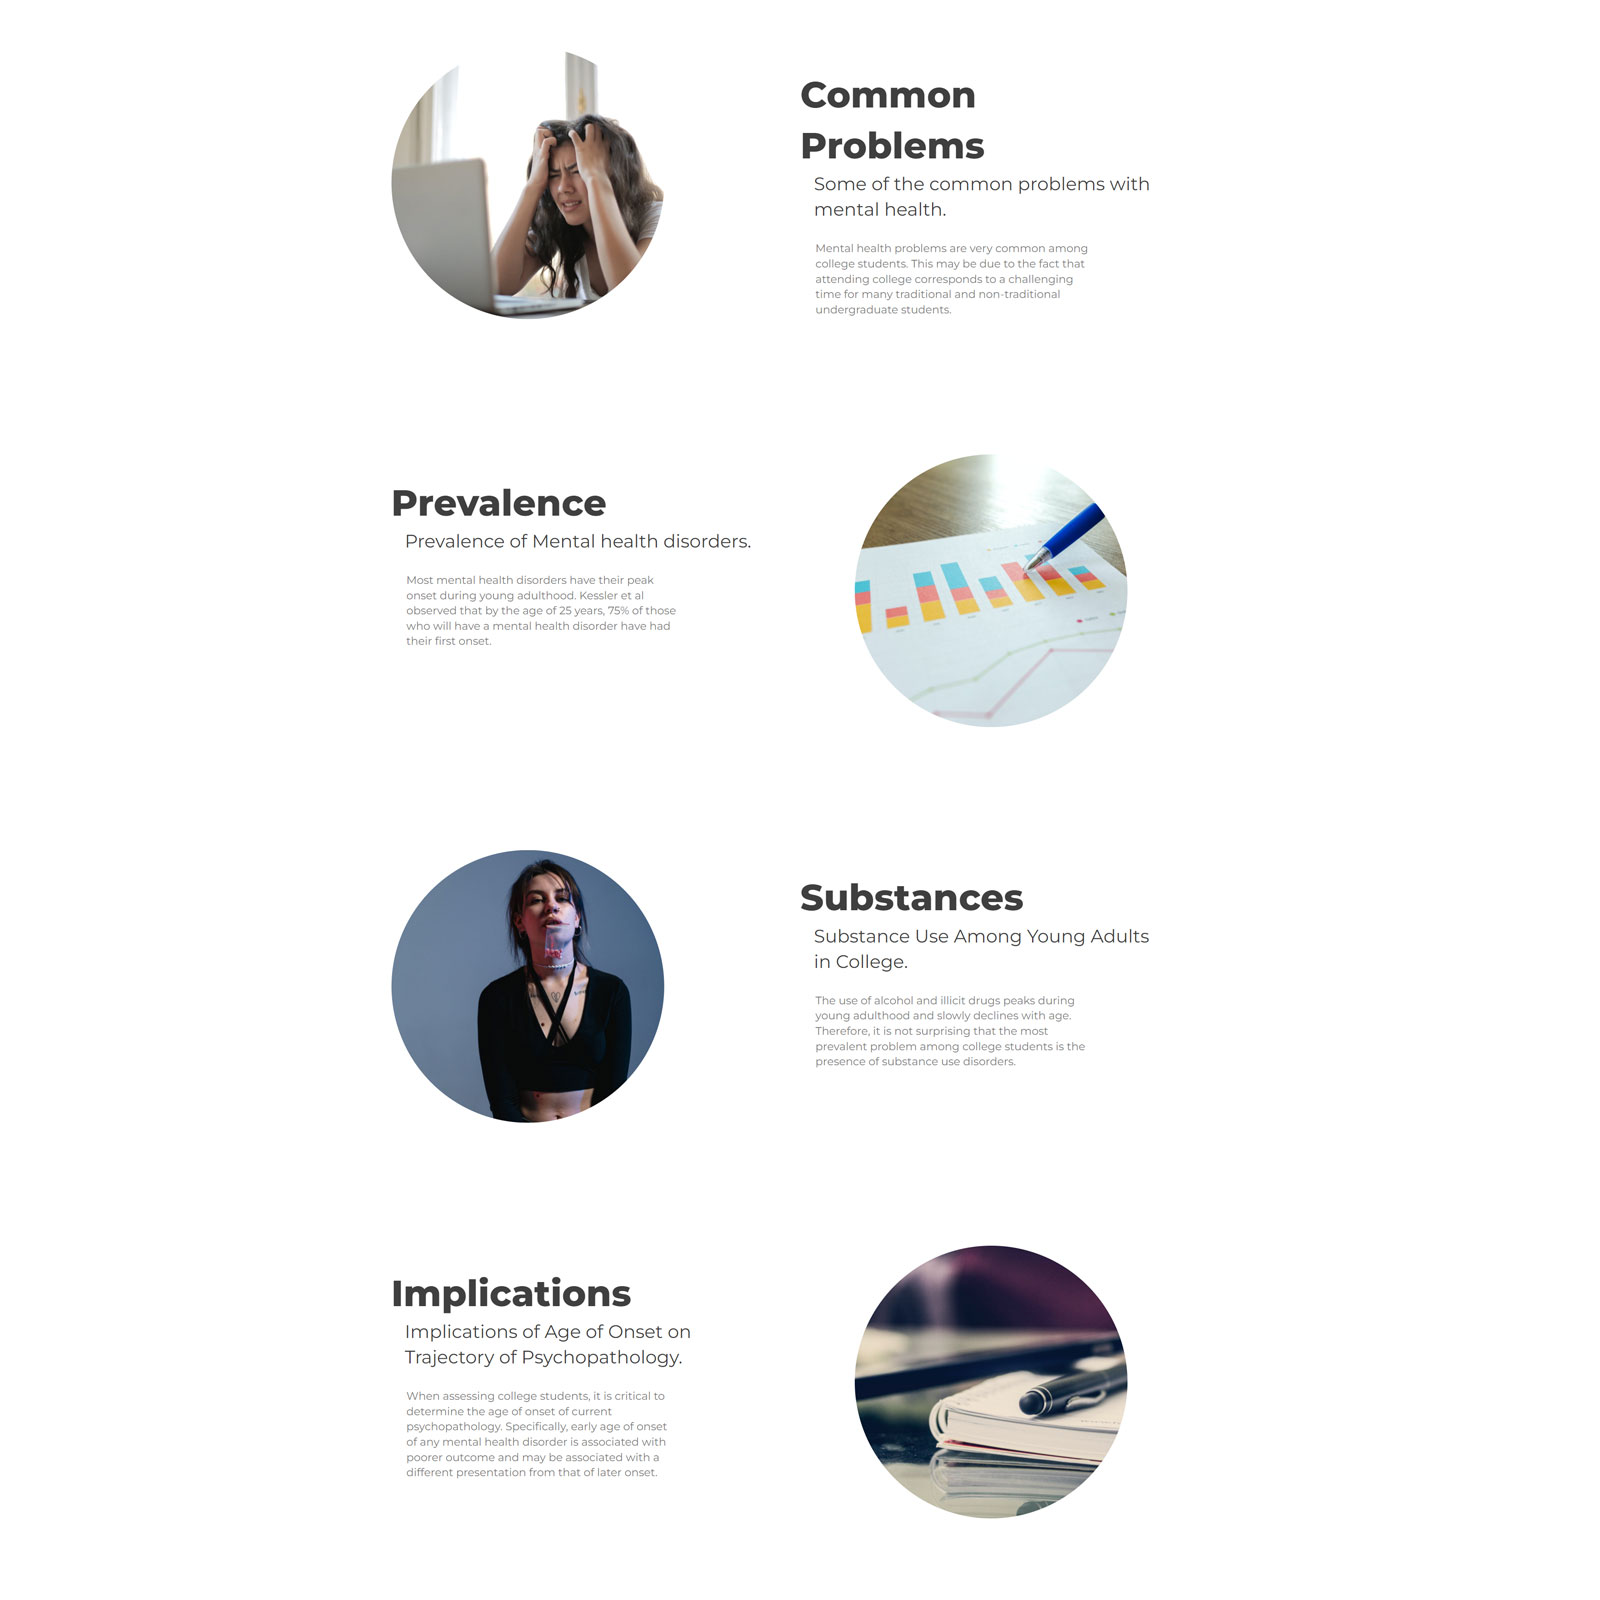 Common
Problems
Some of the common problems with
mental health.
Mental health problems are very common among
college students. This may be due to the fact that
attending college corresponds to a challenging
time for many traditional and non-traditional
undergraduate students.
Prevalence
Prevalence of Mental health disorders.
Most mental health disorders have their peak
onset during young adulthood. Kessler et al
observed that by the age of 25 years, 75% of those
who will have a mental health disorder have had
their first onset.
Substances
Substance Use Among Young Adults
in College.
The use of alcohol and illicit drugs peaks during
young adulthood and slowly declines with age.
Therefore, it is not surprising that the most
prevalent problem among college students is the
presence of substance use disorders.
Implications
Implications of Age of Onset on
Trajectory of Psychopathology.
When assessing college students, it is critical to
determine the age of onset of current
psychopathology. Specifically, early age of onset
of any mental health disorder is associated with
poorer outcome and may be associated with a
different presentation from that of later onset.